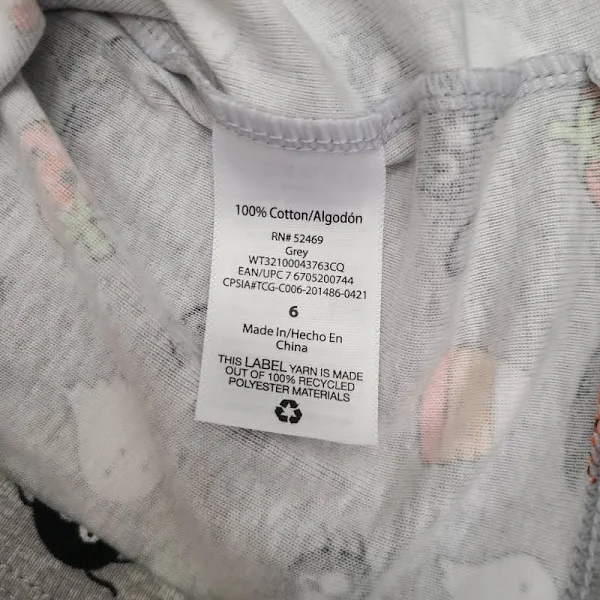 100% Cotton/Algodón
RN# 52469
Grey
WT32100043763CQ
EAN/UPC 7 6705200744
CPSIA#TCG-C006-201486-0421
6
Made In/Hecho En
China
THIS LABEL YARN IS MADE
OUT OF 100% RECYCLED
POLYESTER MATERIALS